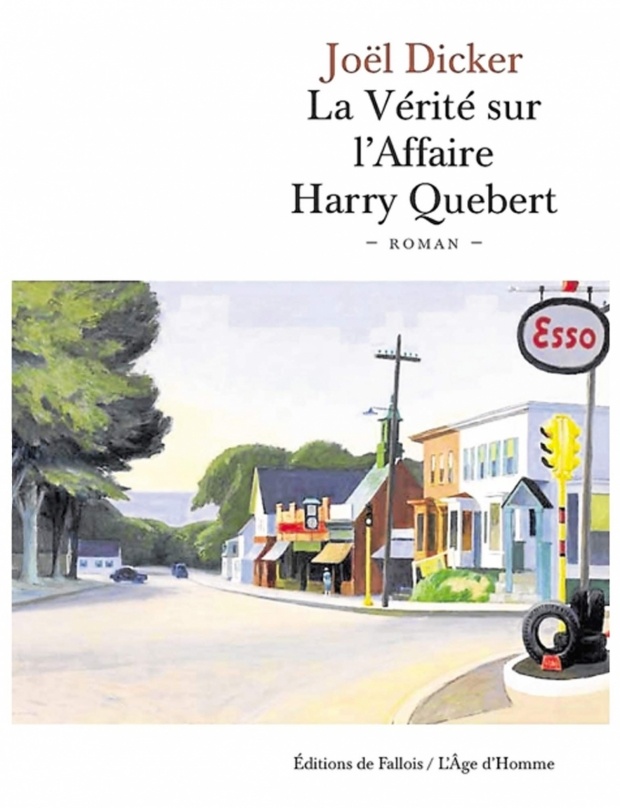 Joël Dicker
La Vérité sur
l'Affaire
Harry Quebert
– ROMAN –
Esso
Éditions de Fallois / L'Âge d'Homme